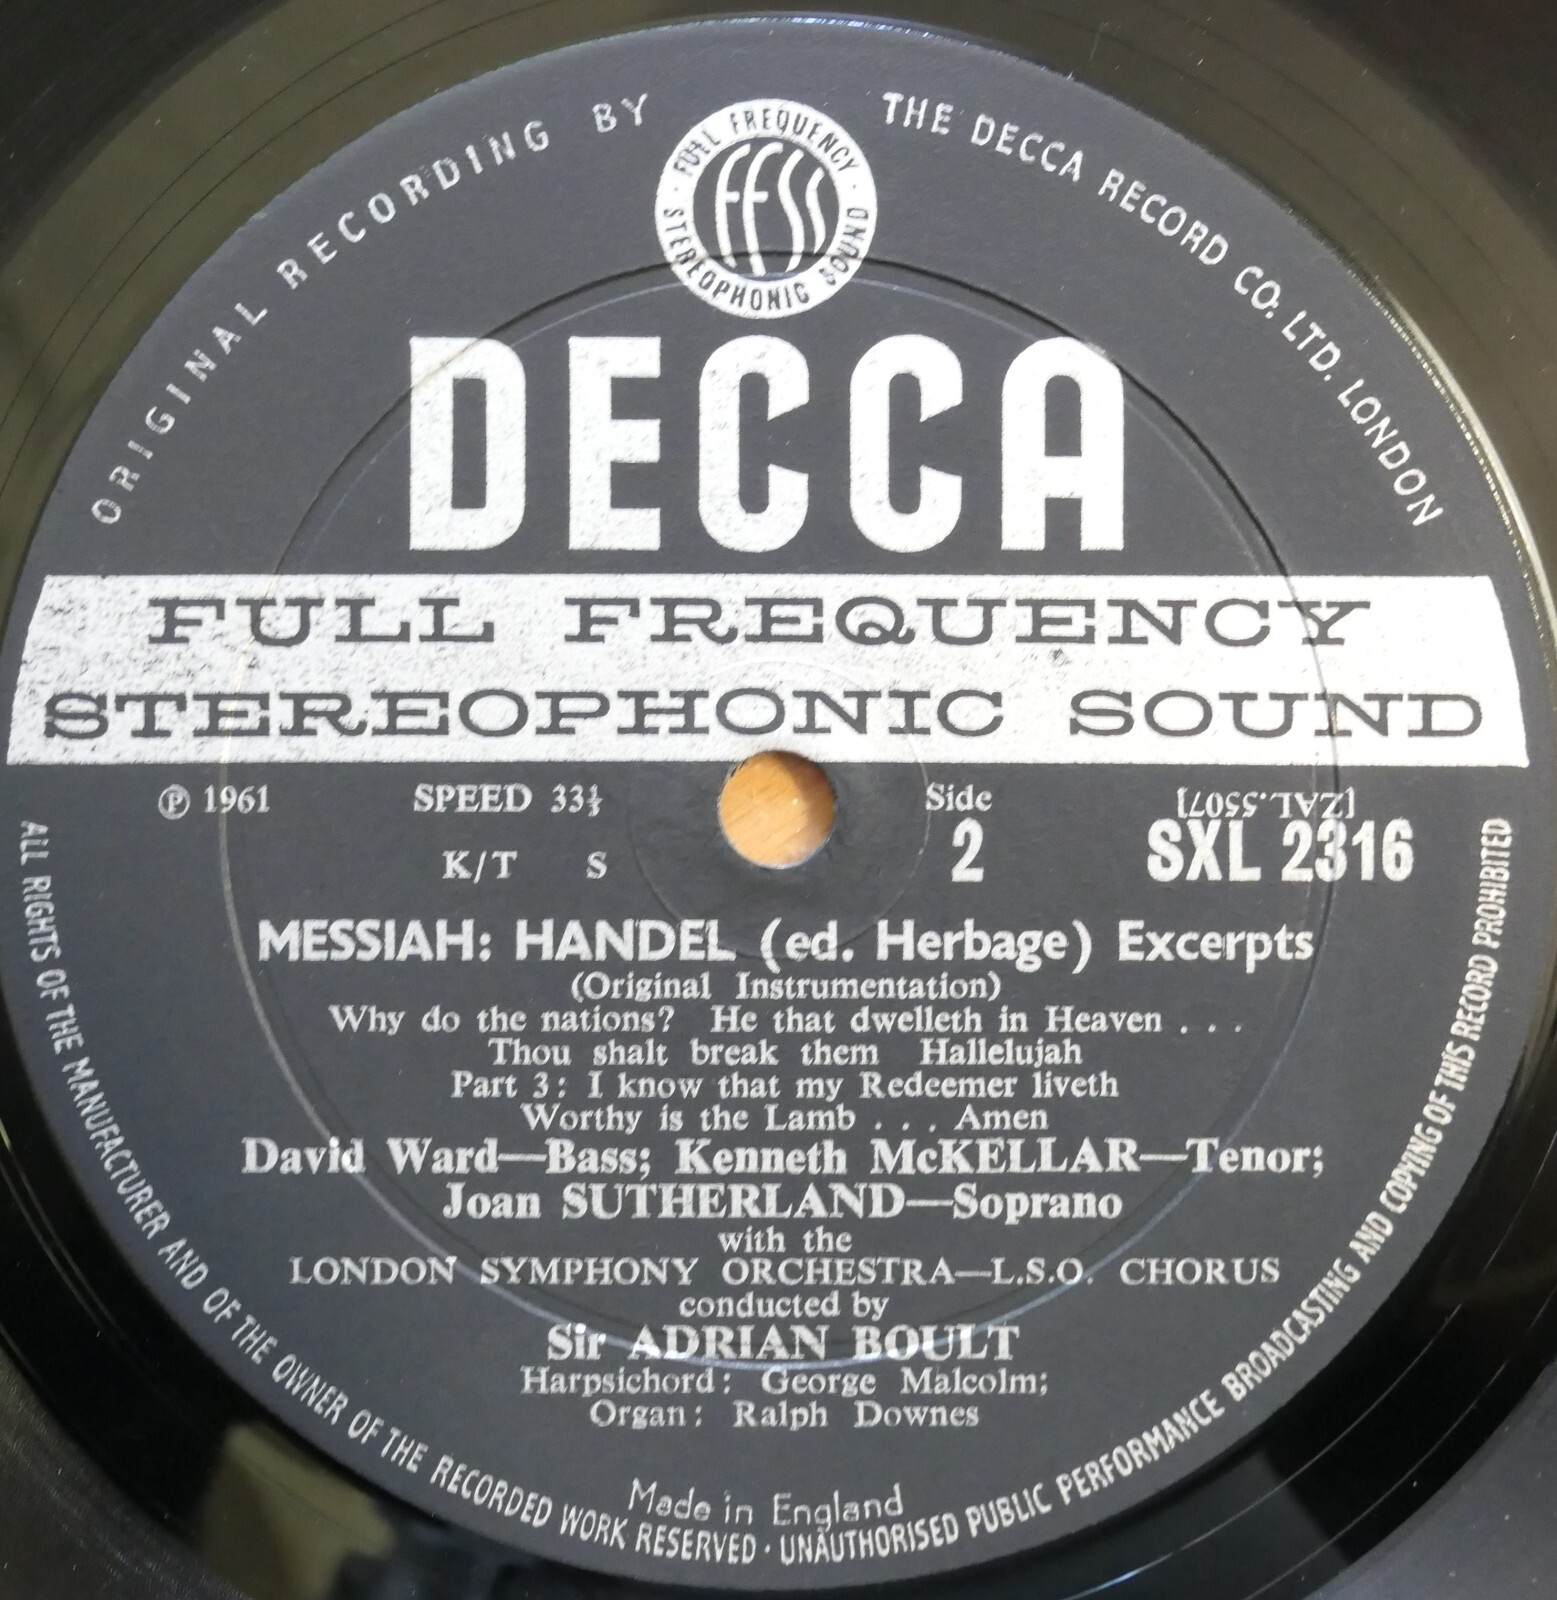 ORIGINAL RECORDING BY THE DECCA RECORD CO. LTD. LONDON
FULL FREQUENCY
ffss
STEREOPHONIC SOUND
DECCA
FULL FREQUENCY
STEREOPHONIC SOUND
℗ 1961 SPEED 33⅓ Side [ZAL.5507]
K/T S 2 SXL 2316
MESSIAH: HANDEL (ed. Herbage) Excerpts
(Original Instrumentation)
Why do the nations? He that dwelleth in Heaven . . .
Thou shalt break them Hallelujah
Part 3: I know that my Redeemer liveth
Worthy is the Lamb . . . Amen
David Ward—Bass; Kenneth McKELLAR—Tenor;
Joan SUTHERLAND—Soprano
with the
LONDON SYMPHONY ORCHESTRA—L.S.O. CHORUS
conducted by
Sir ADRIAN BOULT
Harpsichord: George Malcolm;
Organ: Ralph Downes
Made in England
ALL RIGHTS OF THE MANUFACTURER AND OF THE OWNER OF THE RECORDED WORK RESERVED · UNAUTHORISED PUBLIC PERFORMANCE BROADCASTING AND COPYING OF THIS RECORD PROHIBITED